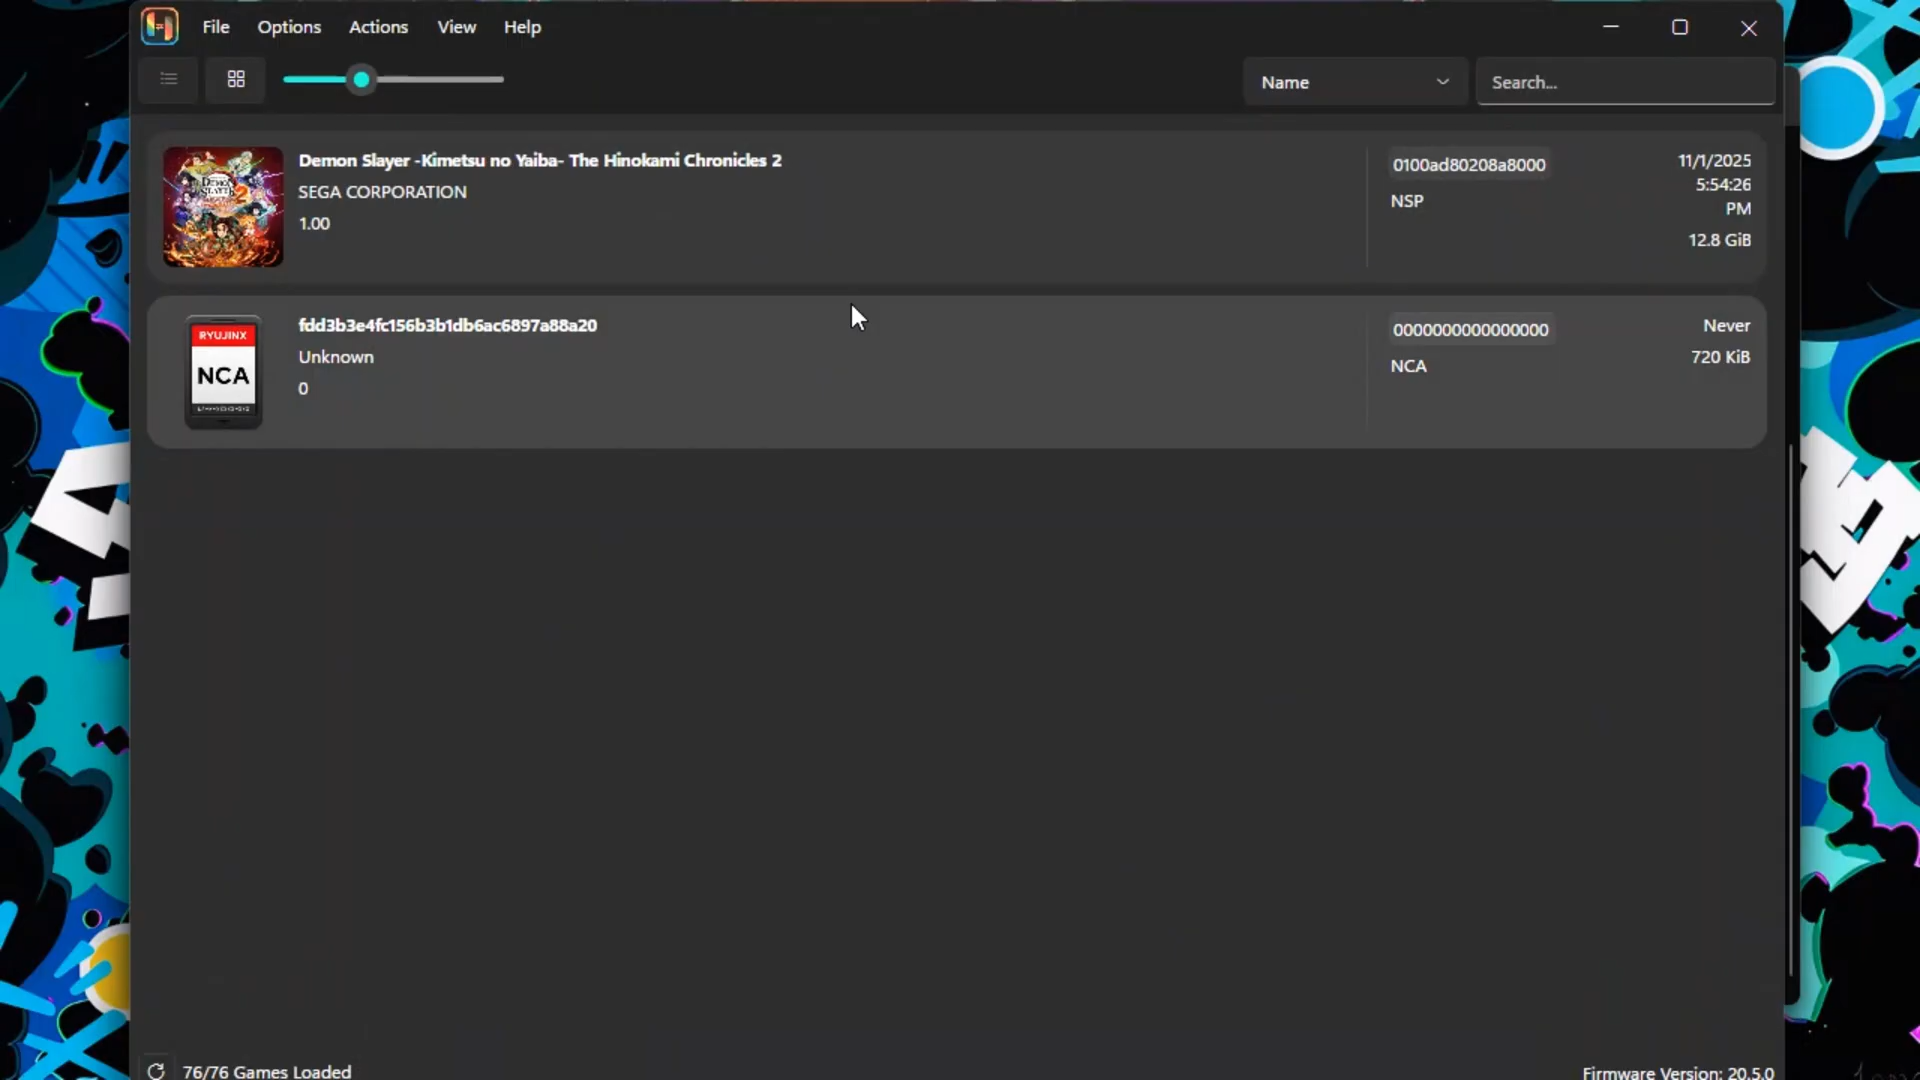 File Options Actions View Help
Name
Search...
Demon Slayer -Kimetsu no Yaiba- The Hinokami Chronicles 2
SEGA CORPORATION
1.00
0100ad80208a8000
NSP
11/1/2025
5:54:26
PM
12.8 GiB
RYUJINX
NCA
fdd3b3e4fc156b3b1db6ac6897a88a20
Unknown
0
0000000000000000
NCA
Never
720 KiB
76/76 Games Loaded
Firmware Version: 20.5.0